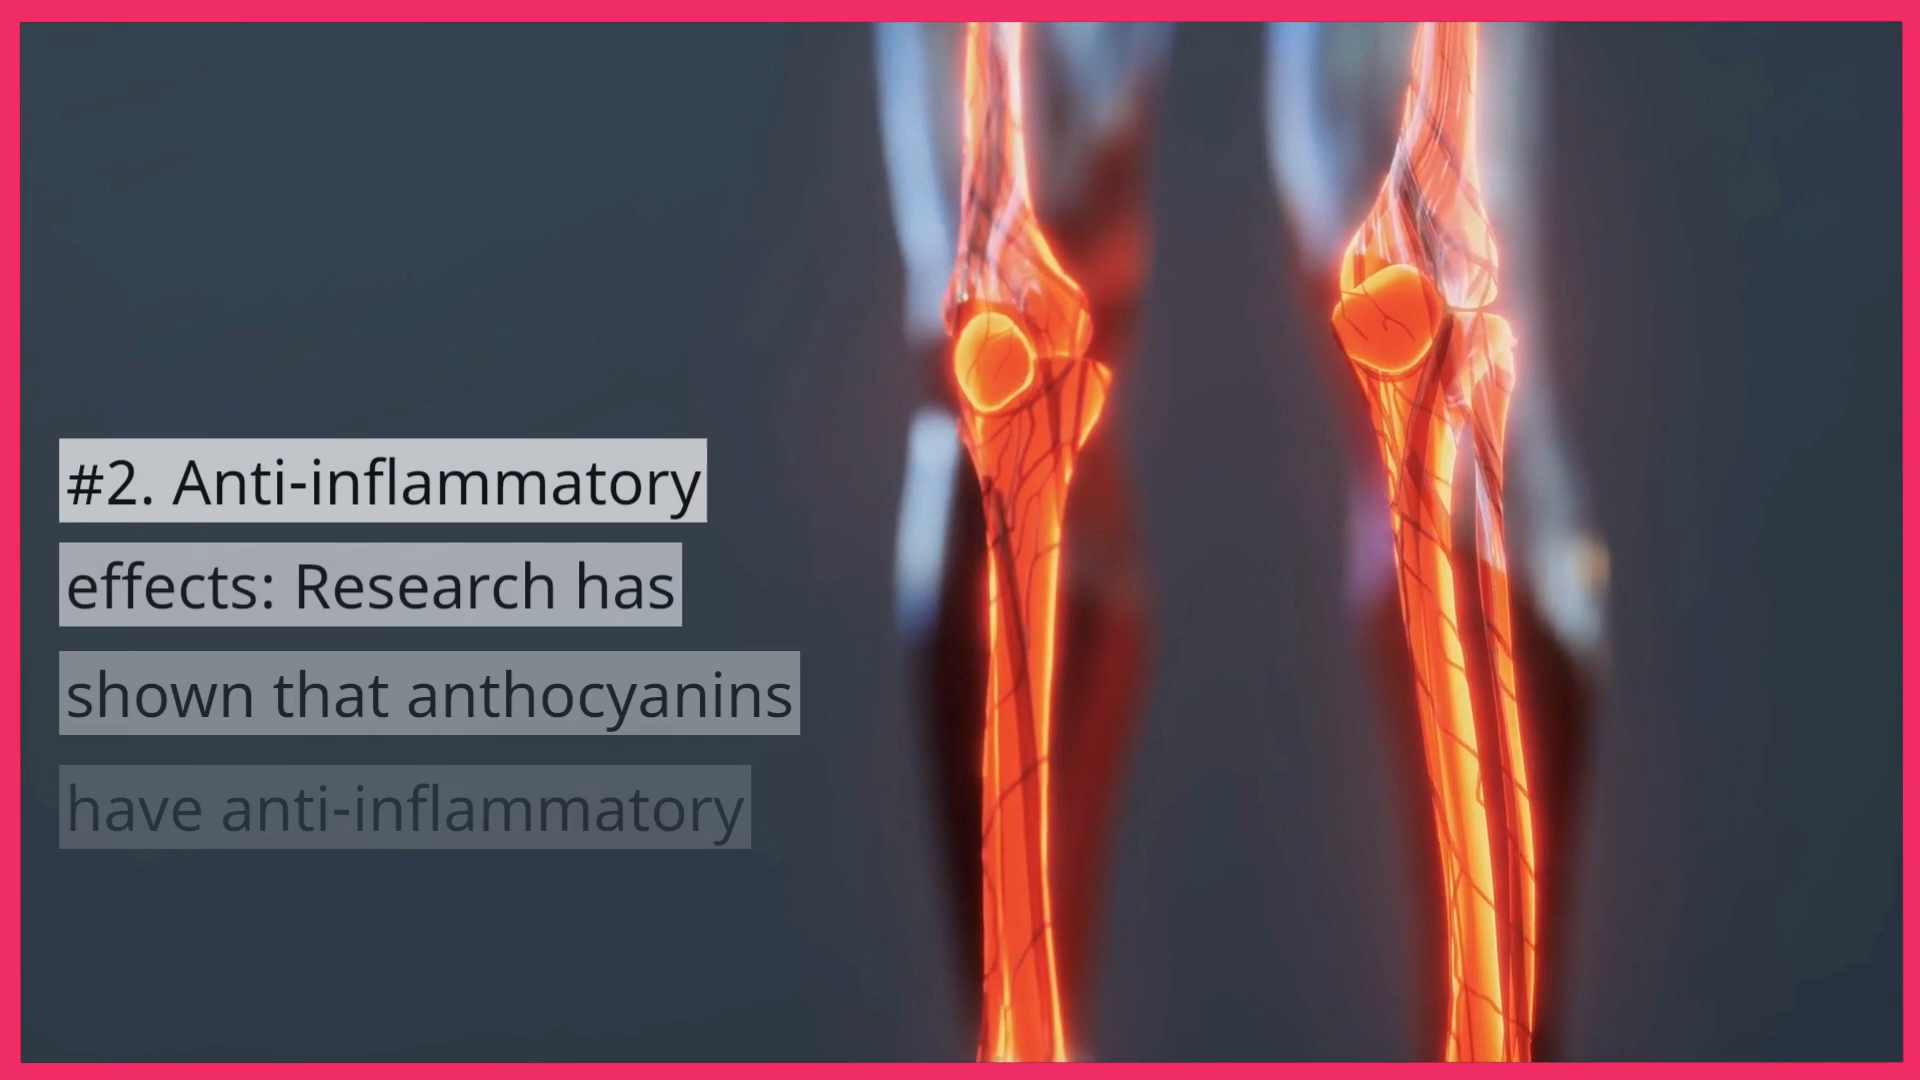 #2. Anti-inflammatory
effects: Research has
shown that anthocyanins
have anti-inflammatory